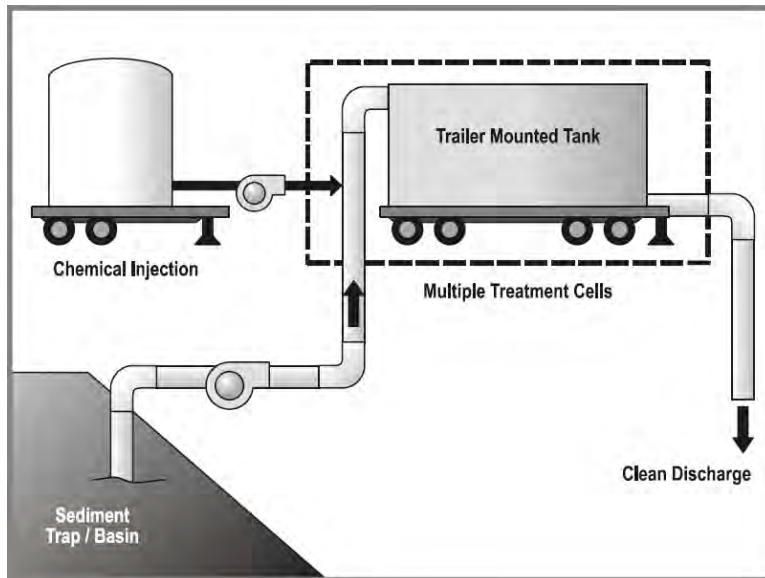 Trailer Mounted Tank
Chemical Injection
Multiple Treatment Cells
Clean Discharge
Sediment
Trap / Basin